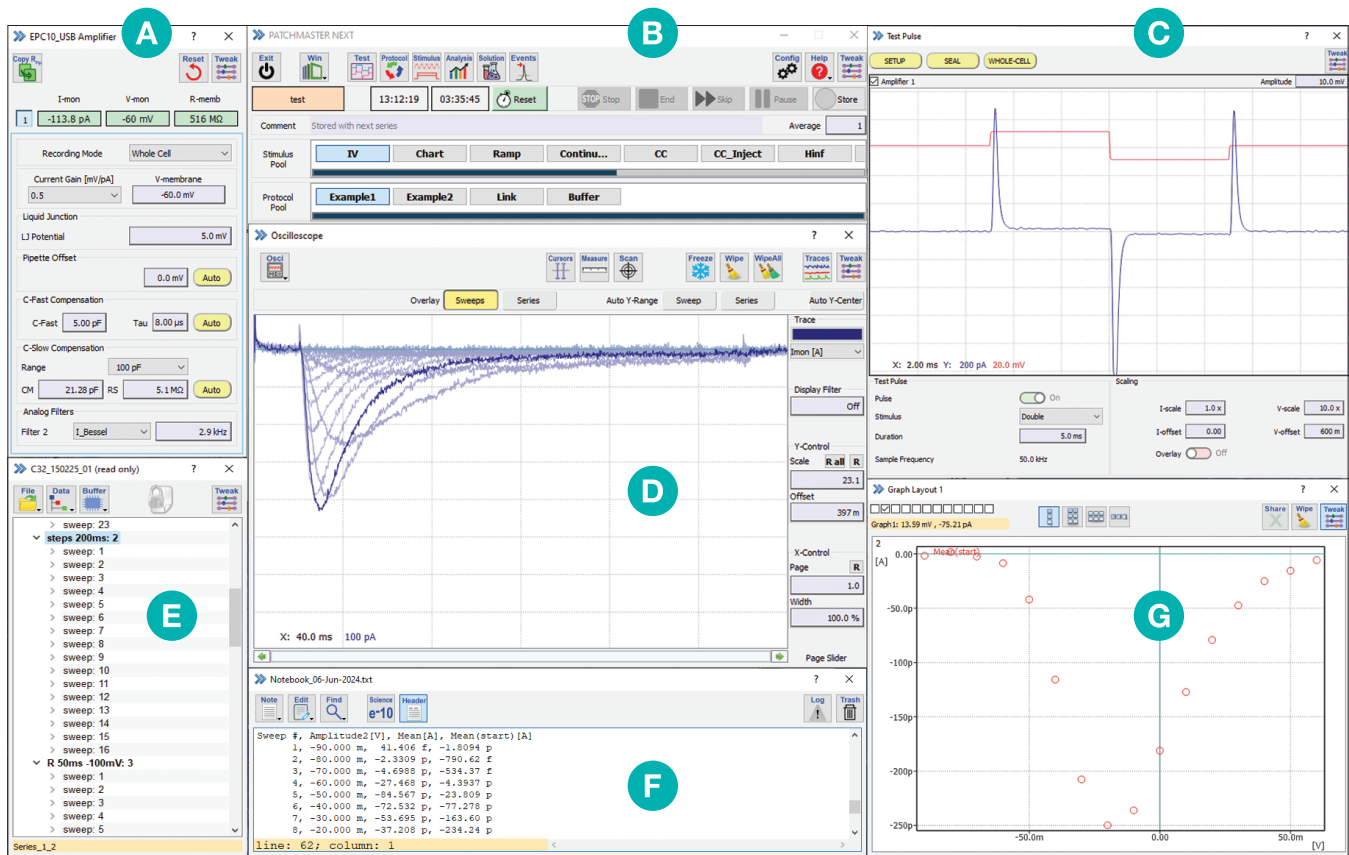 EPC10_USB Amplifier
?
A
Copy R
Reset
Tweak
I-mon V-mon R-memb
1 -113.8 pA -60 mV 516 MΩ
Recording Mode Whole Cell
Current Gain [mV/pA] V-membrane
0.5 -60.0 mV
Liquid Junction
LJ Potential 5.0 mV
Pipette Offset
0.0 mV Auto
C-Fast Compensation
C-Fast 5.00 pF Tau 8.00 µs Auto
C-Slow Compensation
Range 100 pF
CM 21.28 pF RS 5.1 MΩ Auto
Analog Filters
Filter 2 I_Bessel 2.9 kHz
PATCHMASTER NEXT
B
Exit Win Test Protocol Stimulus Analysis Solution Events Config Help Tweak
test 13:12:19 03:35:45 Reset STOP Stop End Skip Pause Store
Comment Stored with next series Average 1
Stimulus
Pool
IV Chart Ramp Continu... CC CC_Inject Hinf
Protocol
Pool
Example1 Example2 Link Buffer
Test Pulse
?
C
SETUP SEAL WHOLE-CELL Tweak
Amplifier 1 Amplitude 10.0 mV
X: 2.00 ms Y: 200 pA 20.0 mV
Test Pulse
Pulse On
Stimulus Double
Duration 5.0 ms
Sample Frequency 50.0 kHz
Scaling
I-scale 1.0 x V-scale 10.0 x
I-offset 0.00 V-offset 600 m
Overlay Off
Oscilloscope
?
Oscl Cursors Measure Scan Freeze Wipe WipeAll Traces Tweak
Overlay Sweeps Series Auto Y-Range Sweep Series Auto Y-Center
Trace
Imon [A]
Display Filter
Off
Y-Control
Scale R all R
23.1
Offset
397 m
X-Control
Page R
1.0
Width
100.0 %
D
X: 40.0 ms 100 pA
Page Slider
C32_150225_01 (read only)
?
File Data Buffer Tweak
sweep: 23
steps 200ms: 2
sweep: 1
sweep: 2
sweep: 3
sweep: 4
sweep: 5
sweep: 6
sweep: 7
sweep: 8
sweep: 9
sweep: 10
sweep: 11
sweep: 12
sweep: 13
sweep: 14
sweep: 15
sweep: 16
R 50ms -100mV: 3
sweep: 1
sweep: 2
sweep: 3
sweep: 4
sweep: 5
Series_1_2
E
Notebook_06-Jun-2024.txt
?
Note Edit Find Science Header Log Trash
e-10
Sweep #, Amplitude2[V], Mean[A], Mean(start)[A]
1, -90.000 m, 41.406 f, -1.8094 p
2, -80.000 m, -2.3309 p, -790.62 f
3, -70.000 m, -4.6988 p, -534.37 f
4, -60.000 m, -27.468 p, -4.3937 p
5, -50.000 m, -84.567 p, -23.809 p
6, -40.000 m, -72.532 p, -77.278 p
7, -30.000 m, -53.695 p, -163.60 p
8, -20.000 m, -37.208 p, -234.24 p
line: 62; column: 1
F
Graph Layout 1
?
Graph1: 13.59 mV , -75.21 pA
Share Wipe Tweak
2
[A]
Mean(start)
0.00
-50.0p
-100p
-150p
-200p
-250p
-50.0m 0.00 50.0m
[V]
G